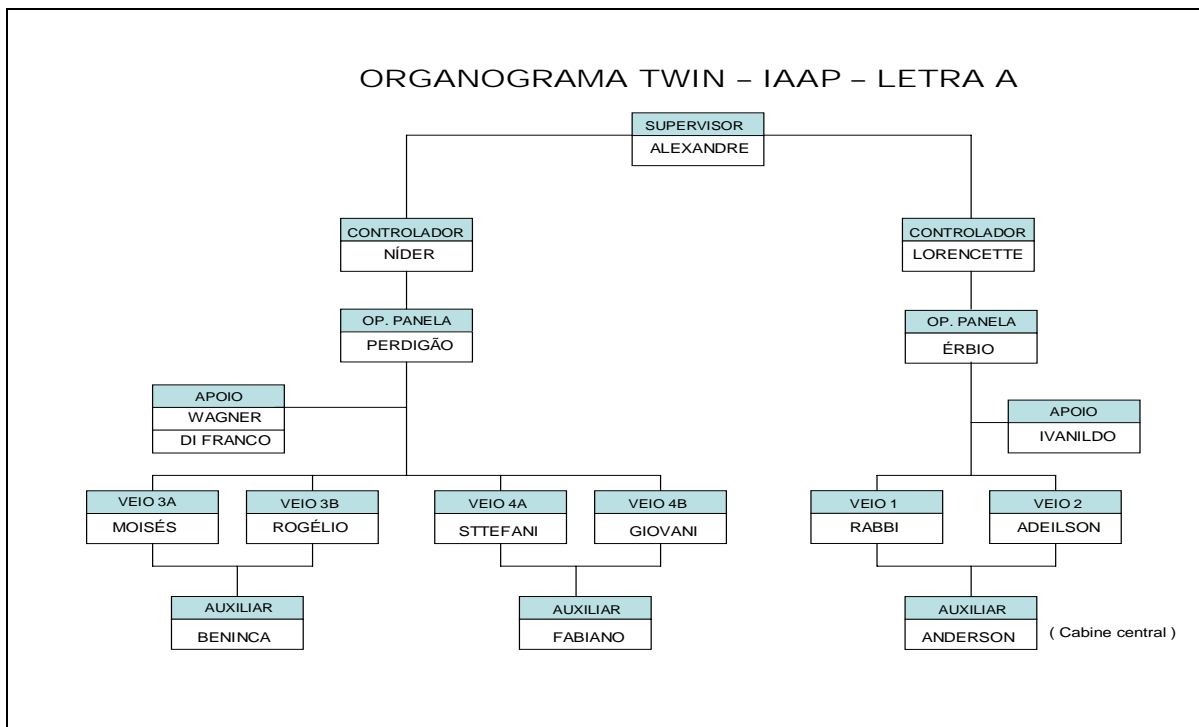 ORGANOGRAMA TWIN – IAAP – LETRA A
SUPERVISOR
ALEXANDRE
CONTROLADOR
NÍDER
CONTROLADOR
LORENCETTE
OP. PANELA
PERDIGÃO
OP. PANELA
ÉRBIO
APOIO
WAGNER
DI FRANCO
APOIO
IVANILDO
VEIO 3A
MOISÉS
VEIO 3B
ROGÉLIO
VEIO 4A
STTEFANI
VEIO 4B
GIOVANI
VEIO 1
RABBI
VEIO 2
ADEILSON
AUXILIAR
BENINCA
AUXILIAR
FABIANO
AUXILIAR
ANDERSON
( Cabine central )